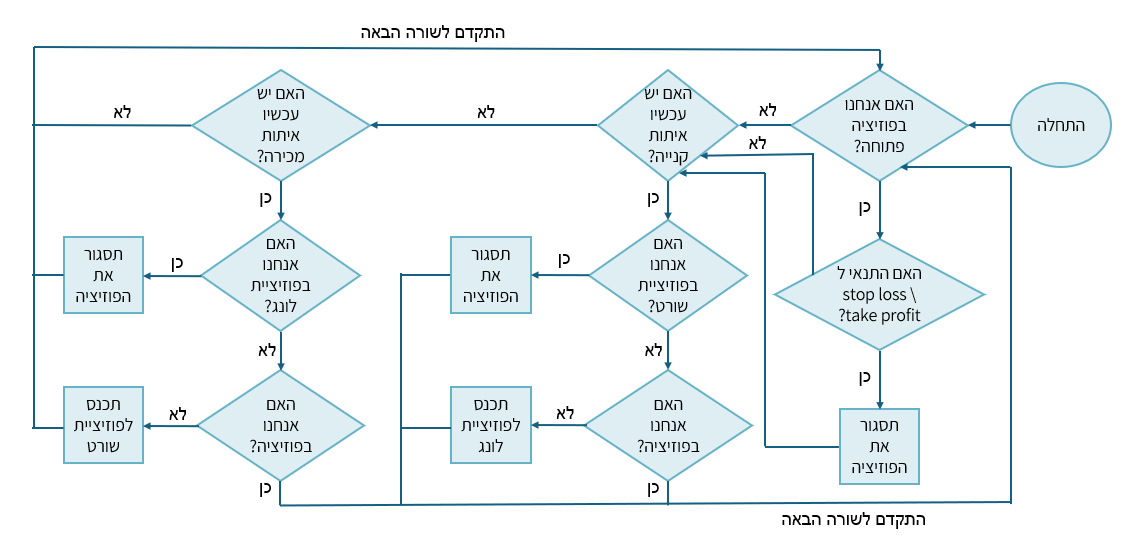 התקדם לשורה הבאה
התחלה
האם אנחנו
בפוזיציה
פתוחה?
לא
האם יש
עכשיו
איתות
קנייה?
לא
האם יש
עכשיו
איתות
מכירה?
לא
לא
כן
כן
כן
האם התנאי ל
stop loss \
take profit?
האם
אנחנו
בפוזיציית
שורט?
כן
תסגור
את
הפוזיציה
האם
אנחנו
בפוזיציית
לונג?
כן
תסגור
את
הפוזיציה
כן
לא
לא
תסגור
את
הפוזיציה
האם
אנחנו
בפוזיציה?
לא
תכנס
לפוזיציית
לונג
האם
אנחנו
בפוזיציה?
לא
תכנס
לפוזיציית
שורט
כן
כן
התקדם לשורה הבאה